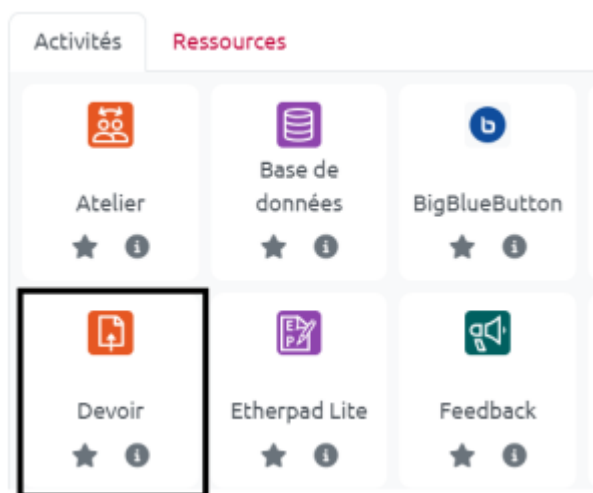 Activités Ressources
Base de
Atelier données BigBlueButton
Devoir Etherpad Lite Feedback